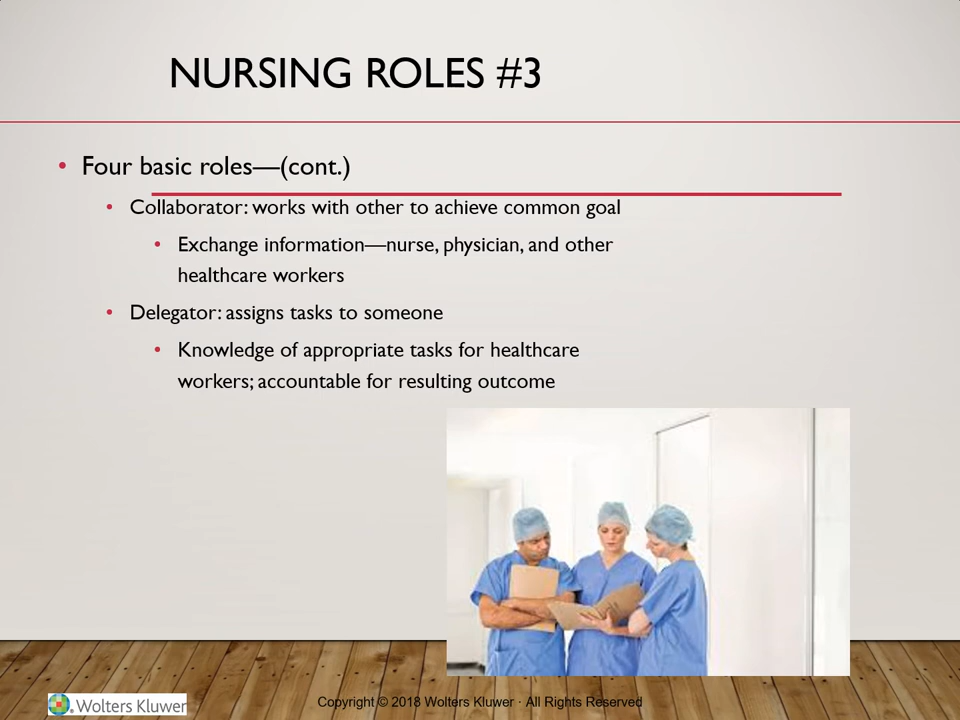 NURSING ROLES #3
• Four basic roles—(cont.)
• Collaborator: works with other to achieve common goal
• Exchange information—nurse, physician, and other
healthcare workers
• Delegator: assigns tasks to someone
• Knowledge of appropriate tasks for healthcare
workers; accountable for resulting outcome
Wolters Kluwer
Copyright © 2018 Wolters Kluwer · All Rights Reserved